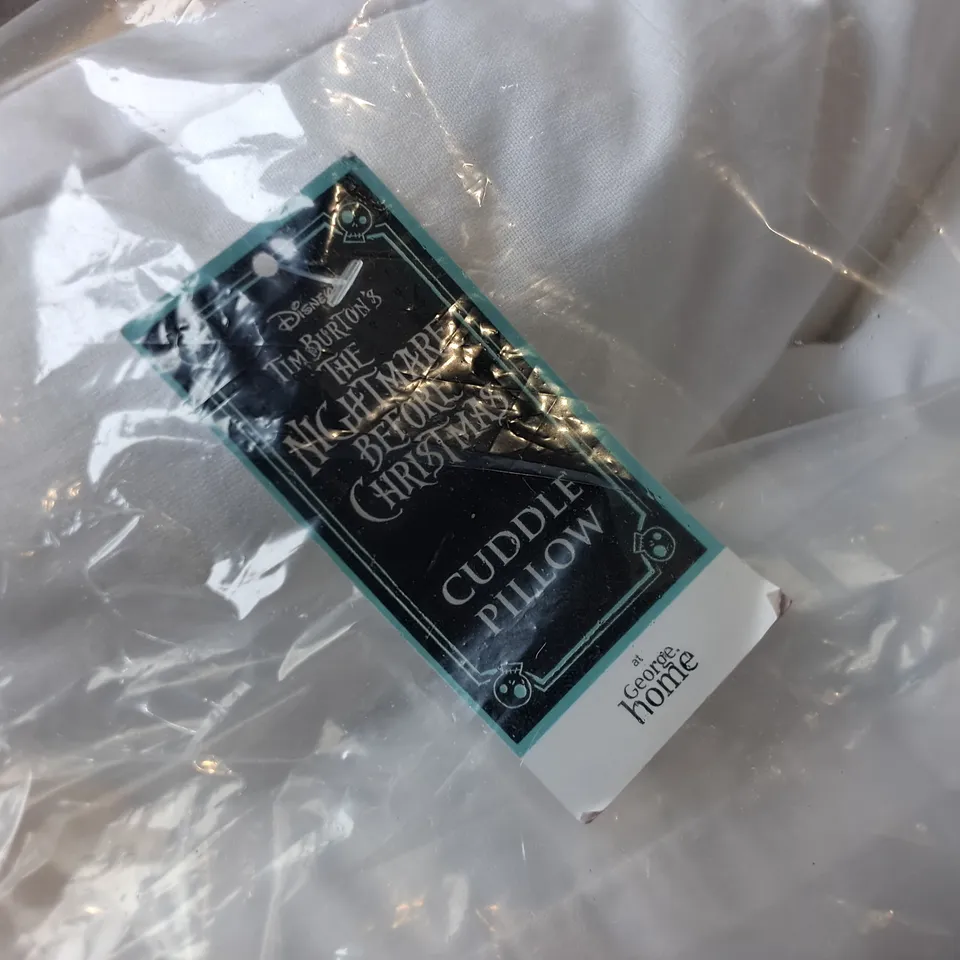 Disney
Tim Burton's
THE
NIGHTMARE
BEFORE
CHRISTMAS
CUDDLE
PILLOW
at
George.
home